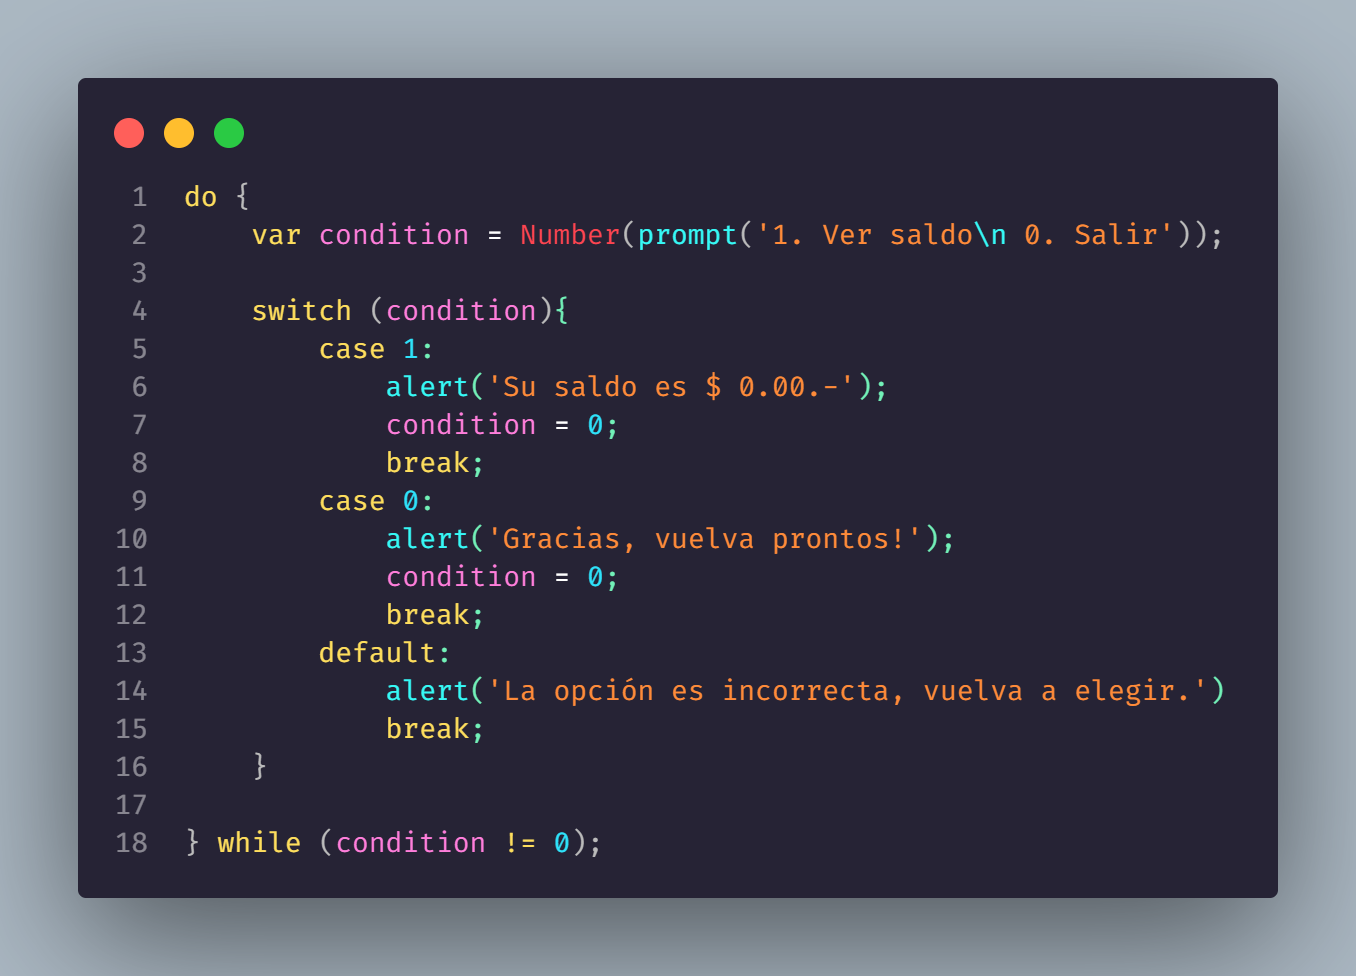 1 do {
2     var condition = Number(prompt('1. Ver saldo\n 0. Salir'));
3
4     switch (condition){
5         case 1:
6             alert('Su saldo es $ 0.00.-');
7             condition = 0;
8             break;
9         case 0:
10             alert('Gracias, vuelva prontos!');
11             condition = 0;
12             break;
13         default:
14             alert('La opción es incorrecta, vuelva a elegir.')
15             break;
16     }
17
18 } while (condition != 0);